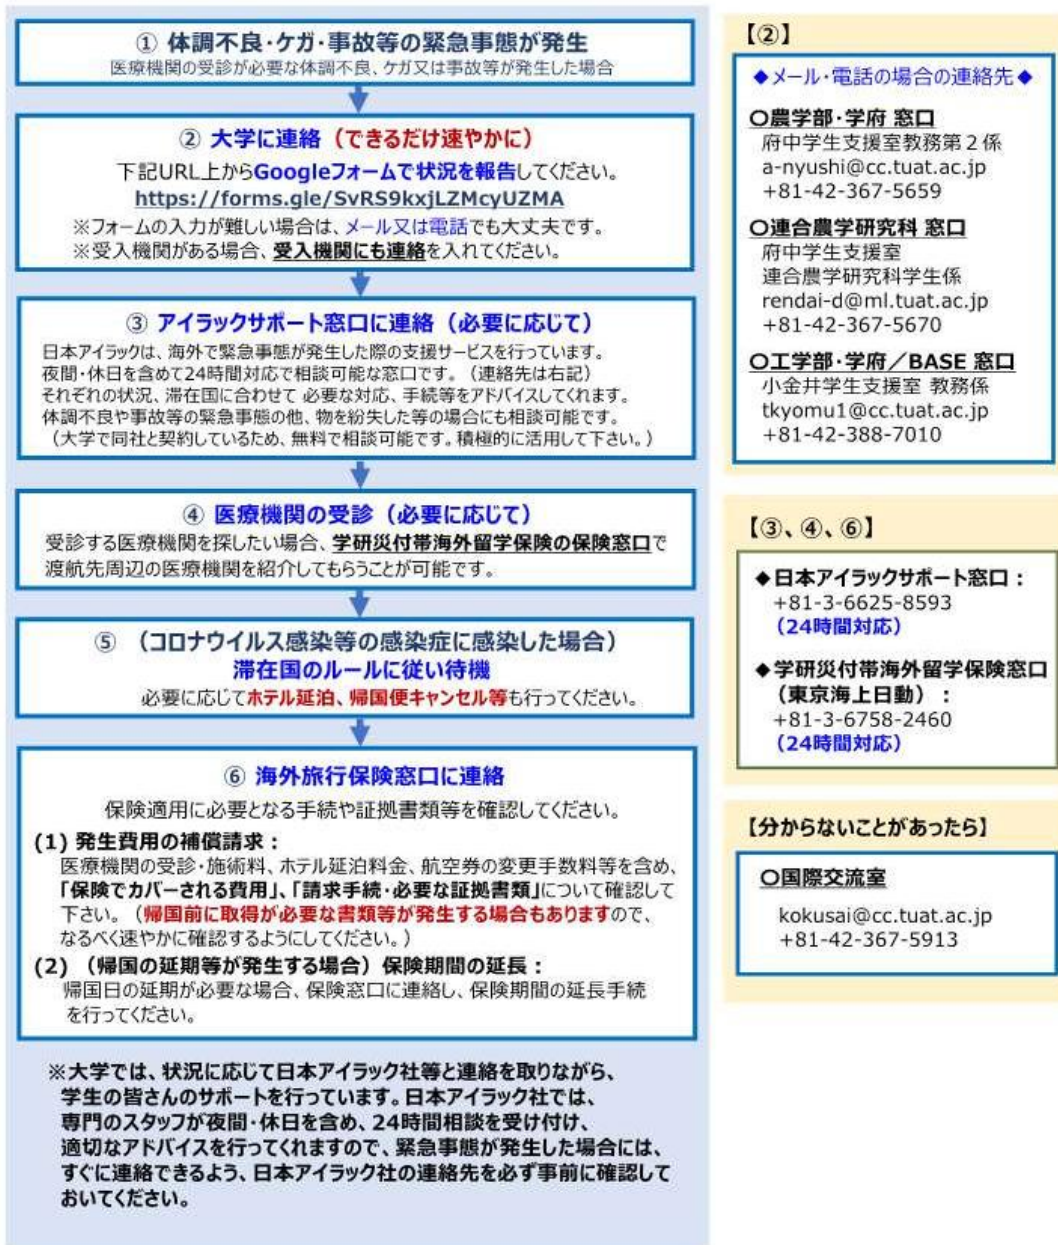 ① 体調不良・ケガ・事故等の緊急事態が発生
医療機関の受診が必要な体調不良、ケガ又は事故等が発生した場合
② 大学に連絡（できるだけ速やかに）
下記URL上からGoogleフォームで状況を報告してください。
https://forms.gle/SvRS9kxjLZMcyUZMA
※フォームの入力が難しい場合は、メール又は電話でも大丈夫です。
※受入機関がある場合、受入機関にも連絡を入れてください。
③ アイラックサポート窓口に連絡（必要に応じて）
日本アイラックは、海外で緊急事態が発生した際の支援サービスを行っています。
夜間・休日を含めて24時間対応で相談可能な窓口です。（連絡先は右記）
それぞれの状況、滞在国に合わせて 必要な対応、手続等をアドバイスしてくれます。
体調不良や事故等の緊急事態の他、物を紛失した等の場合にも相談可能です。
（大学で同社と契約しているため、無料で相談可能です。積極的に活用して下さい。）
④ 医療機関の受診（必要に応じて）
受診する医療機関を探したい場合、学研災付帯海外留学保険の保険窓口で
渡航先周辺の医療機関を紹介してもらうことが可能です。
⑤ （コロナウイルス感染等の感染症に感染した場合）
滞在国のルールに従い待機
必要に応じてホテル延泊、帰国便キャンセル等も行ってください。
⑥ 海外旅行保険窓口に連絡
保険適用に必要となる手続や証拠書類等を確認してください。
(1) 発生費用の補償請求：
医療機関の受診・施術料、ホテル延泊料金、航空券の変更手数料等を含め、
「保険でカバーされる費用」、「請求手続・必要な証拠書類」について確認して
下さい。（帰国前に取得が必要な書類等が発生する場合もありますので、
なるべく速やかに確認するようにしてください。）
(2) （帰国の延期等が発生する場合）保険期間の延長：
帰国日の延期が必要な場合、保険窓口に連絡し、保険期間の延長手続
を行ってください。
※大学では、状況に応じて日本アイラック社等と連絡を取りながら、
学生の皆さんのサポートを行っています。日本アイラック社では、
専門のスタッフが夜間・休日を含め、24時間相談を受け付け、
適切なアドバイスを行ってくれますので、緊急事態が発生した場合には、
すぐに連絡できるよう、日本アイラック社の連絡先を必ず事前に確認して
おいてください。
【②】
◆メール・電話の場合の連絡先◆
〇農学部・学府 窓口
府中学生支援室教務第２係
a-nyushi@cc.tuat.ac.jp
+81-42-367-5659
〇連合農学研究科 窓口
府中学生支援室
連合農学研究科学生係
rendai-d@ml.tuat.ac.jp
+81-42-367-5670
〇工学部・学府／BASE 窓口
小金井学生支援室 教務係
tkyomu1@cc.tuat.ac.jp
+81-42-388-7010
【③、④、⑥】
◆日本アイラックサポート窓口：
+81-3-6625-8593
（24時間対応）
◆学研災付帯海外留学保険窓口
（東京海上日動）：
+81-3-6758-2460
（24時間対応）
【分からないことがあったら】
〇国際交流室
kokusai@cc.tuat.ac.jp
+81-42-367-5913